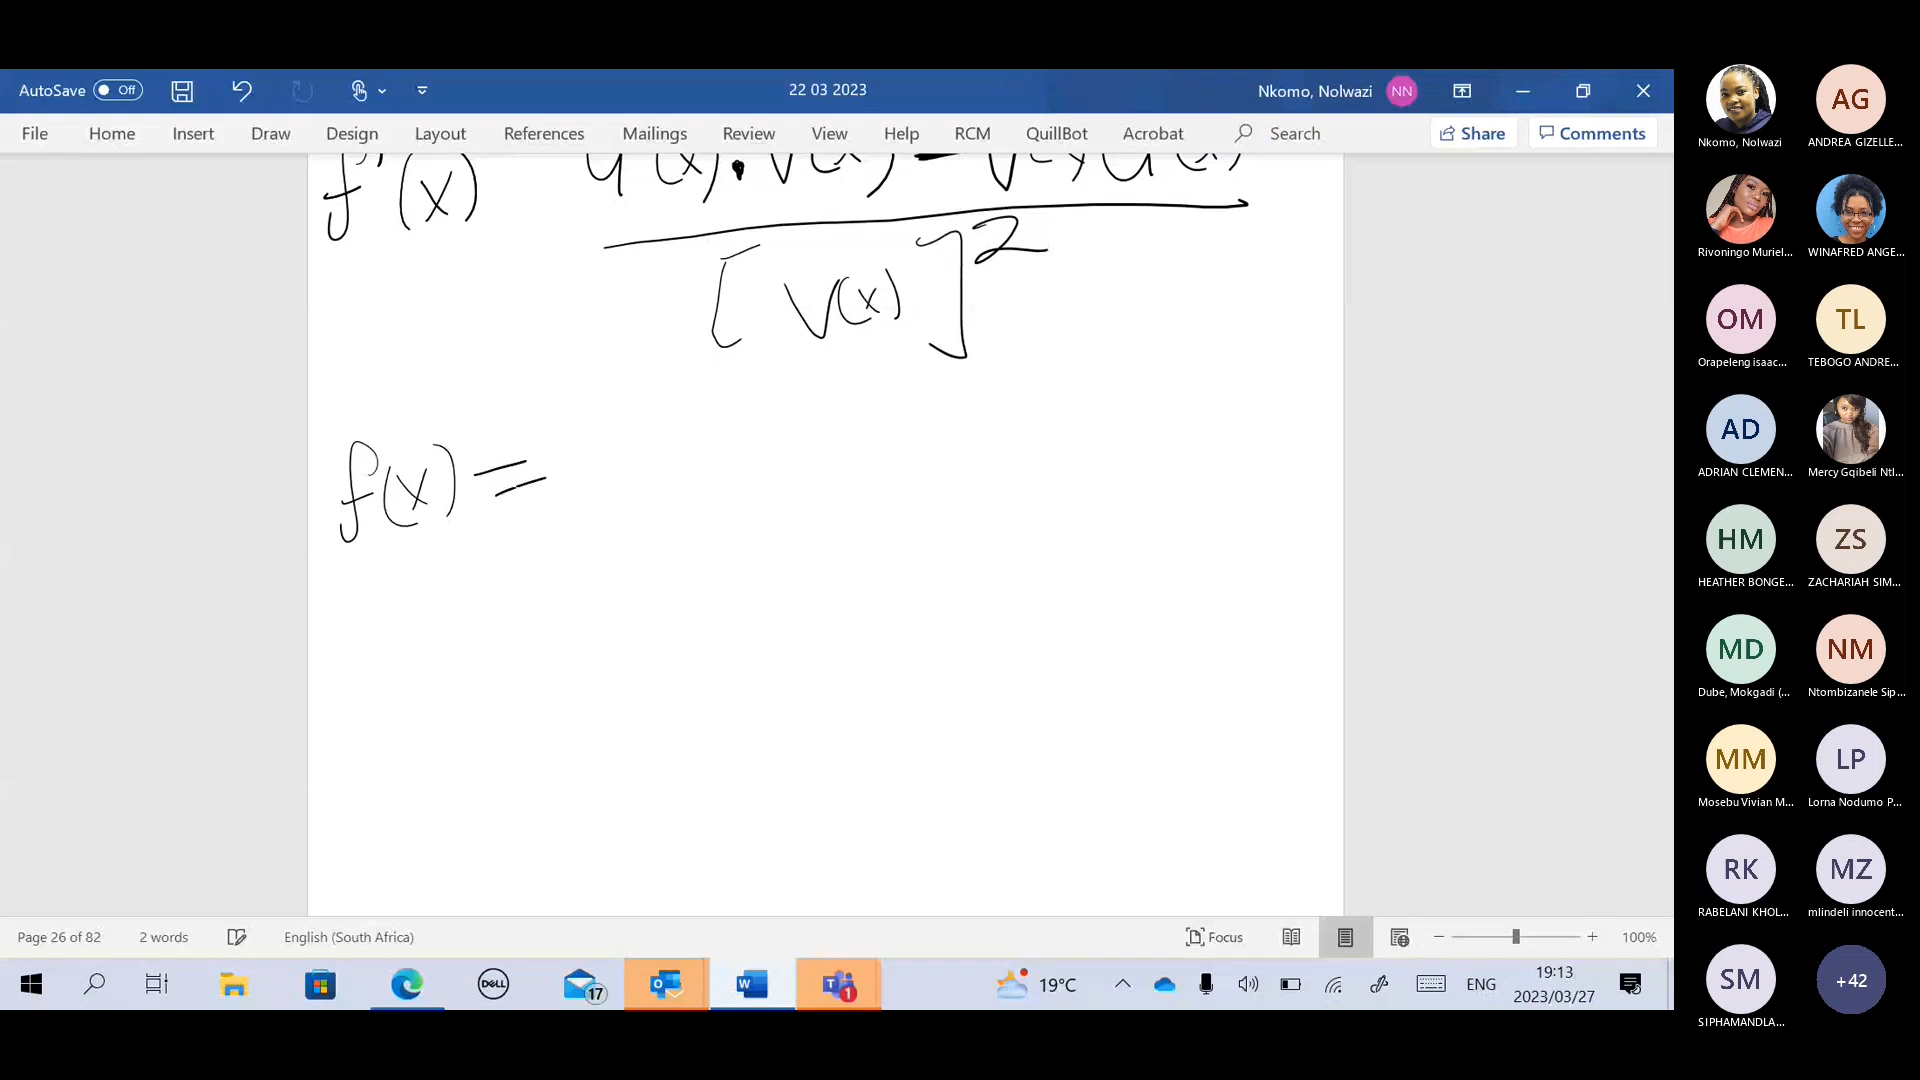 AutoSave Off 22 03 2023 Nkomo, Nolwazi NN
File Home Insert Draw Design Layout References Mailings Review View Help RCM QuillBot Acrobat Search Share Comments
f'(x)
[v(x)]2
f(x) =
Page 26 of 82 2 words English (South Africa) Focus 100%
DELL 17 1 19°C ENG 19:13
2023/03/27
AG
Nkomo, Nolwazi ANDREA GIZELLE...
Rivoningo Muriel... WINAFRED ANGE...
OM TL
Orapeleng isaac... TEBOGO ANDRE...
AD
ADRIAN CLEMEN... Mercy Gqibeli Ntl...
HM ZS
HEATHER BONGE... ZACHARIAH SIM...
MD NM
Dube, Mokgadi (... Ntombizanele Sip...
MM LP
Mosebu Vivian M... Lorna Nodumo P...
RK MZ
RABELANI KHOL... mlindeli innocent...
SM +42
SIPHAMANDLA...